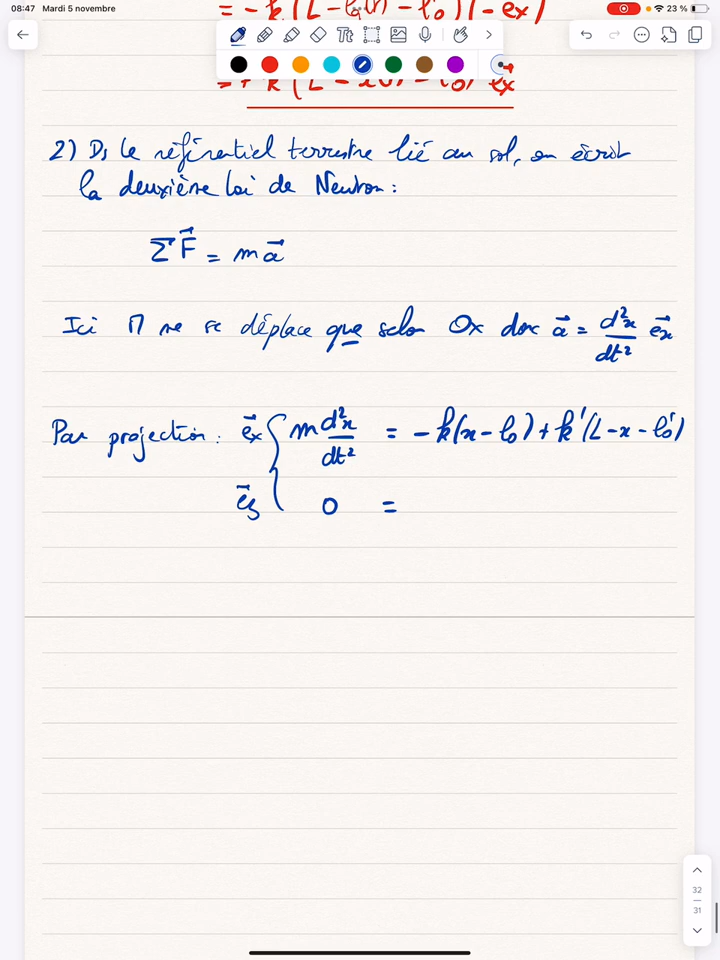 08:47 Mardi 5 novembre
23 %
Tt
2) Ds le référentiel terrestre lié au sol, on écrit
la deuxième loi de Newton :
Σ F⃗ = m a⃗
Ici M ne se déplace que selon Ox donc a⃗ = d²x/dt² e⃗x
Par projection : e⃗x { m d²x/dt² = - k(x - l₀) + k'(L - x - l₀')
e⃗z { 0 =
32
31